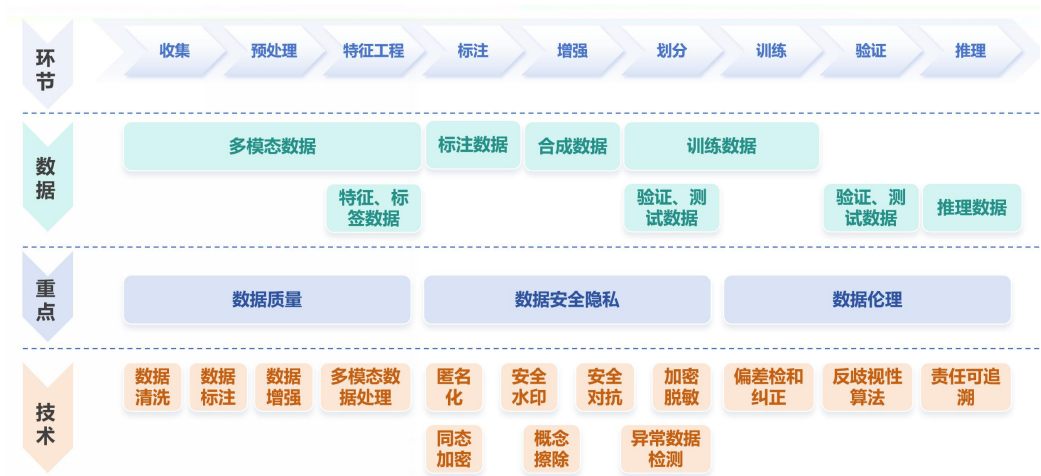 环节
收集
预处理
特征工程
标注
增强
划分
训练
验证
推理
数据
多模态数据
标注数据
合成数据
训练数据
特征、标
签数据
验证、测
试数据
验证、测
试数据
推理数据
重点
数据质量
数据安全隐私
数据伦理
技术
数据
清洗
数据
标注
数据
增强
多模态数
据处理
匿名
化
安全
水印
安全
对抗
加密
脱敏
偏差检和
纠正
反歧视性
算法
责任可追
溯
同态
加密
概念
擦除
异常数据
检测